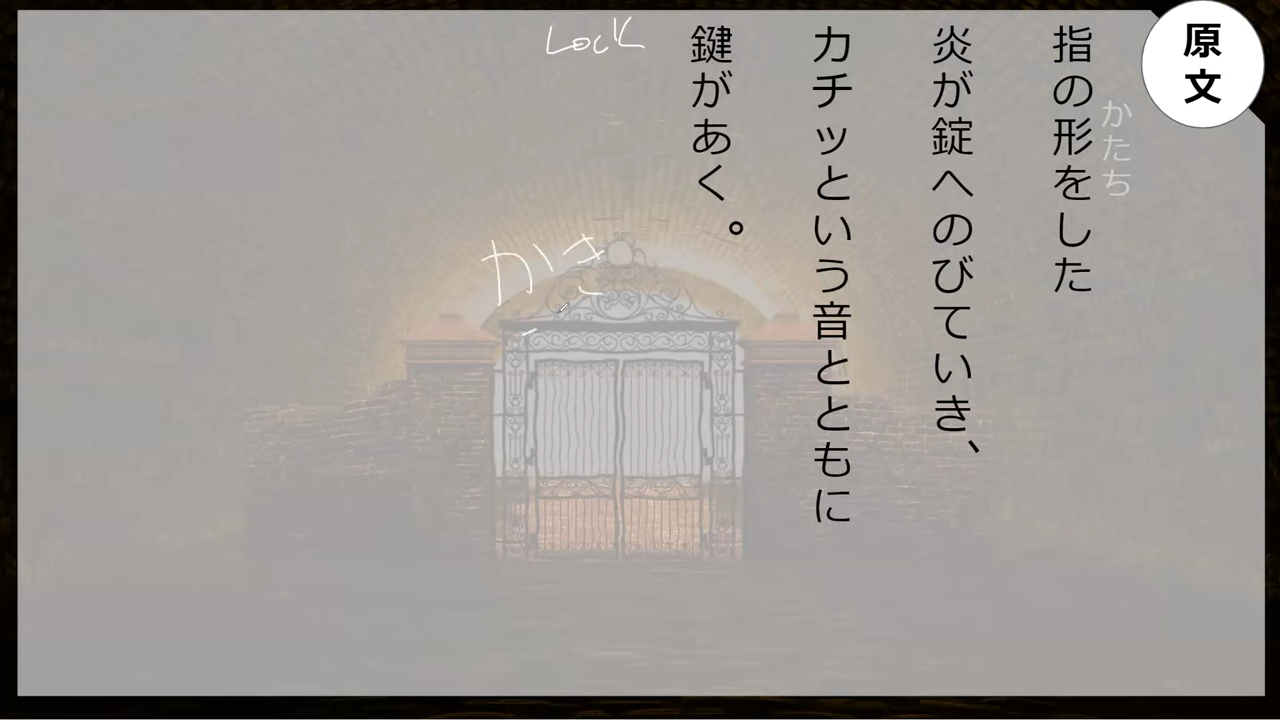 原文
指の形をした
かたち
炎が錠へのびていき、
カチッという音とともに
鍵があく。
Lock
かき